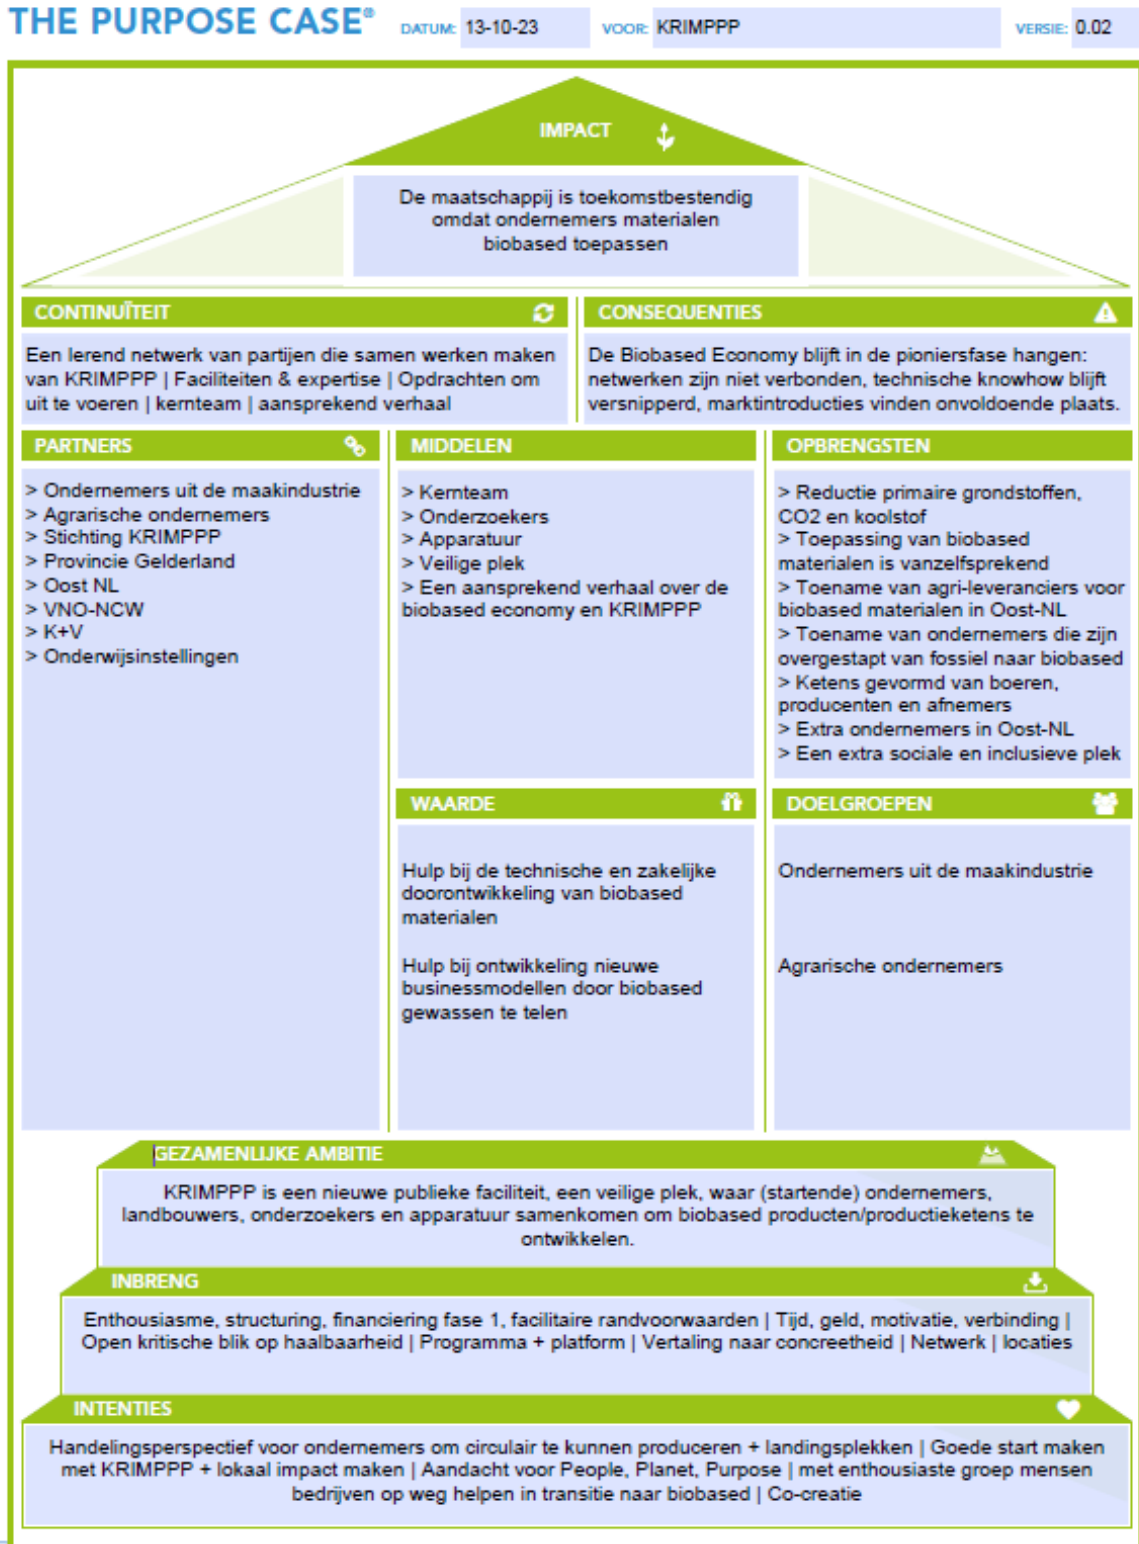 THE PURPOSE CASE® DATUM: 13-10-23 VOOR: KRIMPPP VERSIE: 0.02
IMPACT
De maatschappij is toekomstbestendig
omdat ondernemers materialen
biobased toepassen
CONTINUÏTEIT
Een lerend netwerk van partijen die samen werken maken
van KRIMPPP | Faciliteiten & expertise | Opdrachten om
uit te voeren | kernteam | aansprekend verhaal
CONSEQUENTIES
De Biobased Economy blijft in de pioniersfase hangen:
netwerken zijn niet verbonden, technische knowhow blijft
versnipperd, marktintroducties vinden onvoldoende plaats.
PARTNERS
> Ondernemers uit de maakindustrie
> Agrarische ondernemers
> Stichting KRIMPPP
> Provincie Gelderland
> Oost NL
> VNO-NCW
> K+V
> Onderwijsinstellingen
MIDDELEN
> Kernteam
> Onderzoekers
> Apparatuur
> Veilige plek
> Een aansprekend verhaal over de
biobased economy en KRIMPPP
OPBRENGSTEN
> Reductie primaire grondstoffen,
CO2 en koolstof
> Toepassing van biobased
materialen is vanzelfsprekend
> Toename van agri-leveranciers voor
biobased materialen in Oost-NL
> Toename van ondernemers die zijn
overgestapt van fossiel naar biobased
> Ketens gevormd van boeren,
producenten en afnemers
> Extra ondernemers in Oost-NL
> Een extra sociale en inclusieve plek
WAARDE
Hulp bij de technische en zakelijke
doorontwikkeling van biobased
materialen
Hulp bij ontwikkeling nieuwe
businessmodellen door biobased
gewassen te telen
DOELGROEPEN
Ondernemers uit de maakindustrie
Agrarische ondernemers
GEZAMENLIJKE AMBITIE
KRIMPPP is een nieuwe publieke faciliteit, een veilige plek, waar (startende) ondernemers,
landbouwers, onderzoekers en apparatuur samenkomen om biobased producten/productieketens te
ontwikkelen.
INBRENG
Enthousiasme, structuring, financiering fase 1, facilitaire randvoorwaarden | Tijd, geld, motivatie, verbinding |
Open kritische blik op haalbaarheid | Programma + platform | Vertaling naar concreetheid | Netwerk | locaties
INTENTIES
Handelingsperspectief voor ondernemers om circulair te kunnen produceren + landingsplekken | Goede start maken
met KRIMPPP + lokaal impact maken | Aandacht voor People, Planet, Purpose | met enthousiaste groep mensen
bedrijven op weg helpen in transitie naar biobased | Co-creatie